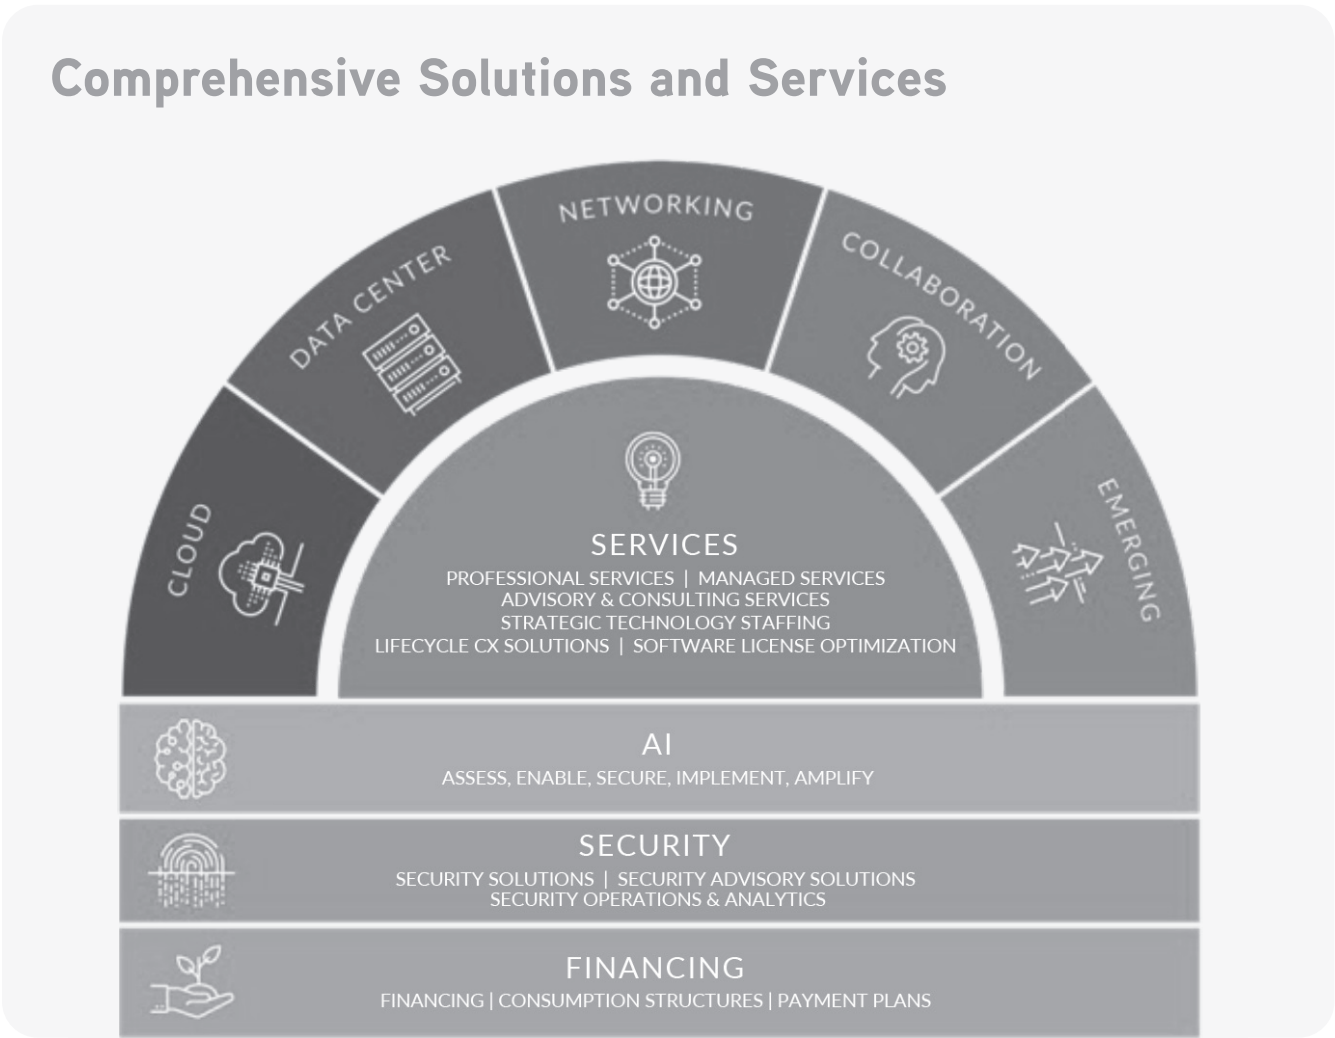 Comprehensive Solutions and Services
CLOUD
DATA CENTER
NETWORKING
COLLABORATION
EMERGING
SERVICES
PROFESSIONAL SERVICES | MANAGED SERVICES
ADVISORY & CONSULTING SERVICES
STRATEGIC TECHNOLOGY STAFFING
LIFECYCLE CX SOLUTIONS | SOFTWARE LICENSE OPTIMIZATION
AI
ASSESS, ENABLE, SECURE, IMPLEMENT, AMPLIFY
SECURITY
SECURITY SOLUTIONS | SECURITY ADVISORY SOLUTIONS
SECURITY OPERATIONS & ANALYTICS
FINANCING
FINANCING | CONSUMPTION STRUCTURES | PAYMENT PLANS